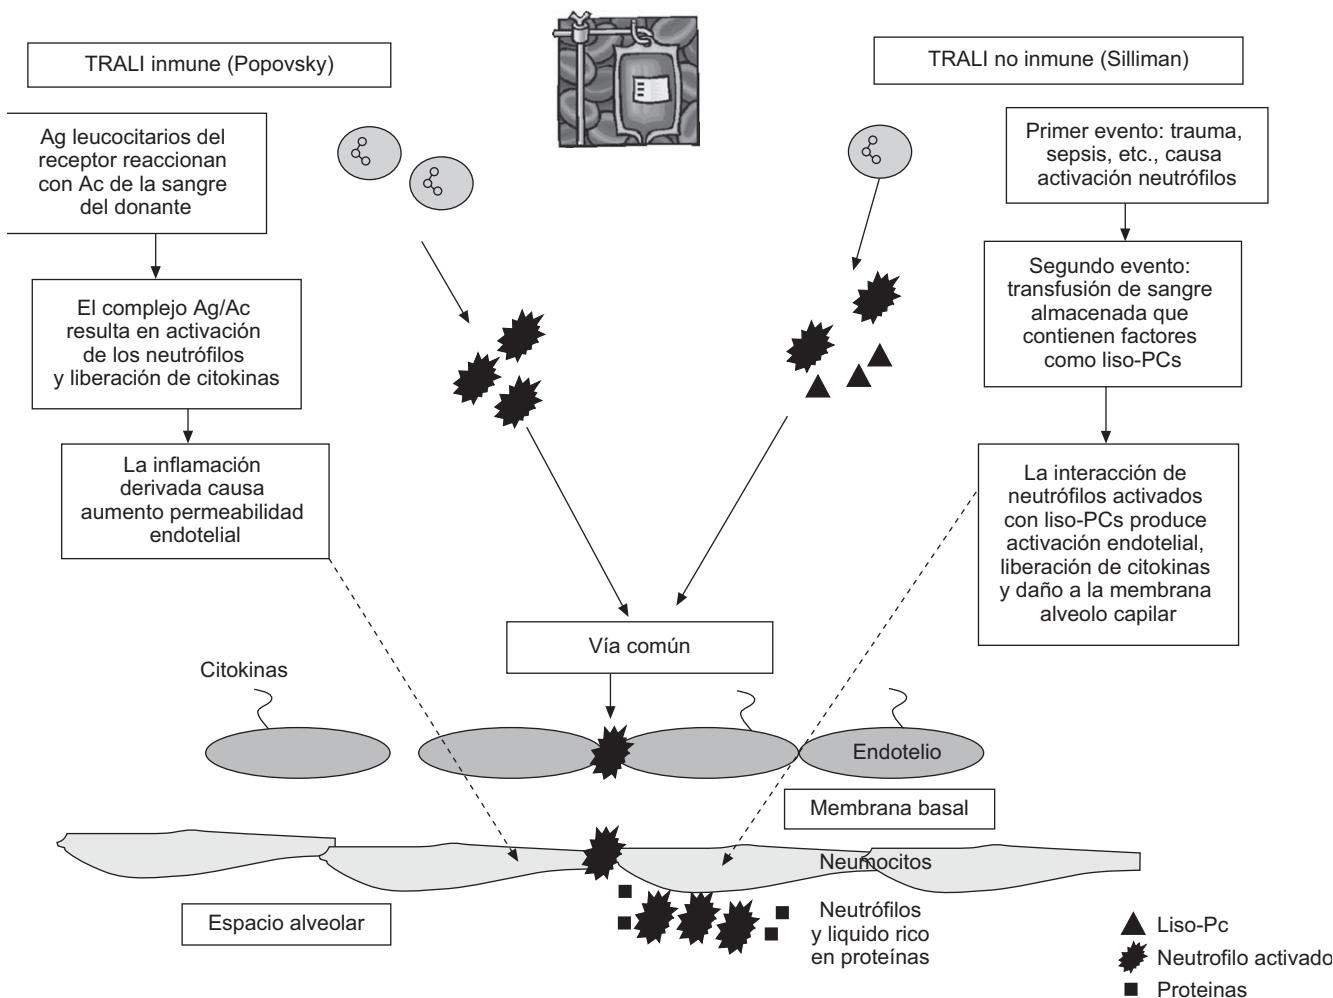 TRALI inmune (Popovsky)
Ag leucocitarios del
receptor reaccionan
con Ac de la sangre
del donante
El complejo Ag/Ac
resulta en activación
de los neutrófilos
y liberación de citokinas
La inflamación
derivada causa
aumento permeabilidad
endotelial
TRALI no inmune (Silliman)
Primer evento: trauma,
sepsis, etc., causa
activación neutrófilos
Segundo evento:
transfusión de sangre
almacenada que
contienen factores
como liso-PCs
La interacción de
neutrófilos activados
con liso-PCs produce
activación endotelial,
liberación de citokinas
y daño a la membrana
alveolo capilar
Vía común
Citokinas
Endotelio
Membrana basal
Neumocitos
Espacio alveolar
Neutrófilos
y liquido rico
en proteínas
Liso-Pc
Neutrofilo activado
Proteinas